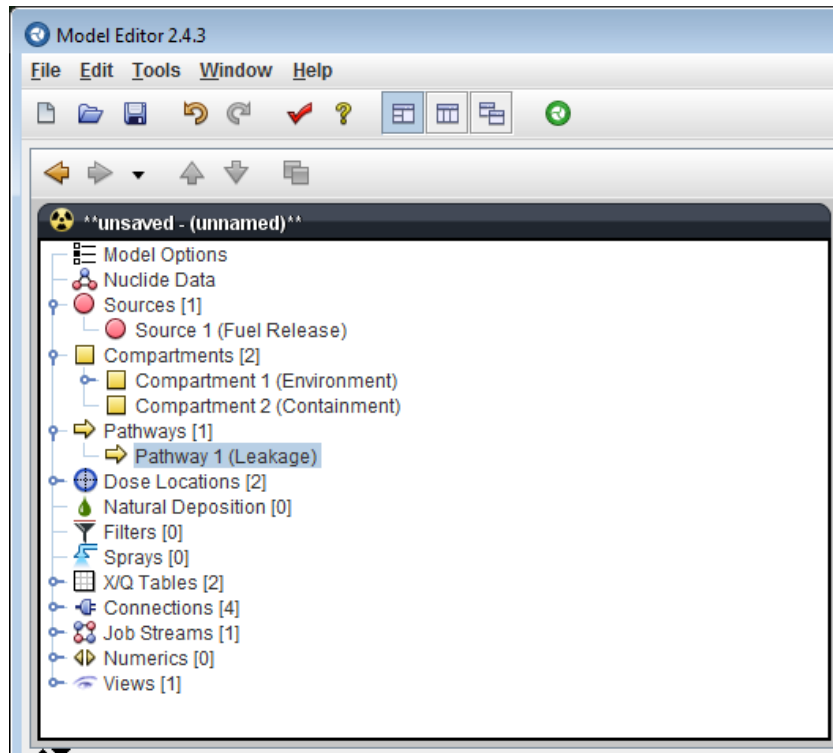 Model Editor 2.4.3
File Edit Tools Window Help
**unsaved - (unnamed)**
Model Options
Nuclide Data
Sources [1]
Source 1 (Fuel Release)
Compartments [2]
Compartment 1 (Environment)
Compartment 2 (Containment)
Pathways [1]
Pathway 1 (Leakage)
Dose Locations [2]
Natural Deposition [0]
Filters [0]
Sprays [0]
X/Q Tables [2]
Connections [4]
Job Streams [1]
Numerics [0]
Views [1]